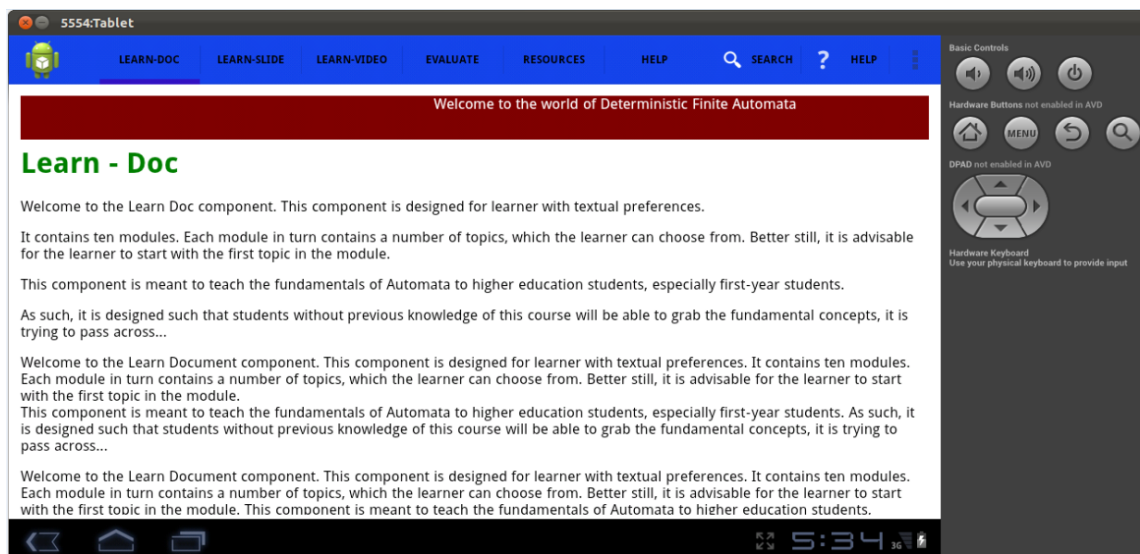 5554:Tablet
LEARN-DOC LEARN-SLIDE LEARN-VIDEO EVALUATE RESOURCES HELP SEARCH ? HELP
Welcome to the world of Deterministic Finite Automata
Learn - Doc
Welcome to the Learn Doc component. This component is designed for learner with textual preferences.
It contains ten modules. Each module in turn contains a number of topics, which the learner can choose from. Better still, it is advisable
for the learner to start with the first topic in the module.
This component is meant to teach the fundamentals of Automata to higher education students, especially first-year students.
As such, it is designed such that students without previous knowledge of this course will be able to grab the fundamental concepts, it is
trying to pass across...
Welcome to the Learn Document component. This component is designed for learner with textual preferences. It contains ten modules.
Each module in turn contains a number of topics, which the learner can choose from. Better still, it is advisable for the learner to start
with the first topic in the module.
This component is meant to teach the fundamentals of Automata to higher education students, especially first-year students. As such, it
is designed such that students without previous knowledge of this course will be able to grab the fundamental concepts, it is trying to
pass across...
Welcome to the Learn Document component. This component is designed for learner with textual preferences. It contains ten modules.
Each module in turn contains a number of topics, which the learner can choose from. Better still, it is advisable for the learner to start
with the first topic in the module. This component is meant to teach the fundamentals of Automata to higher education students.
5:34 3G
Basic Controls
Hardware Buttons not enabled in AVD
MENU
DPAD not enabled in AVD
Hardware Keyboard
Use your physical keyboard to provide input